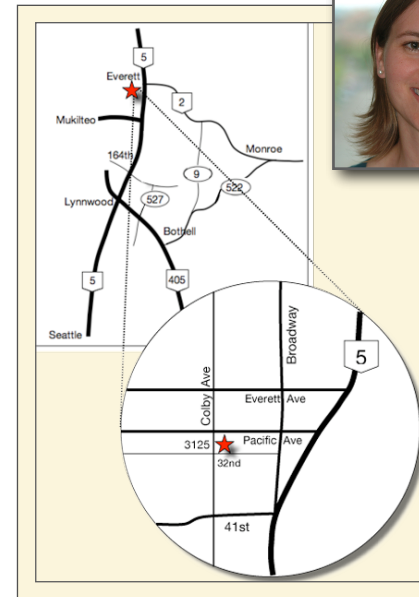 5
Everett
2
Mukilteo
Monroe
164th
9
522
Lynnwood
527
Bothell
5
405
Seattle
Broadway
Colby Ave
5
Everett Ave
3125
Pacific Ave
32nd
41st